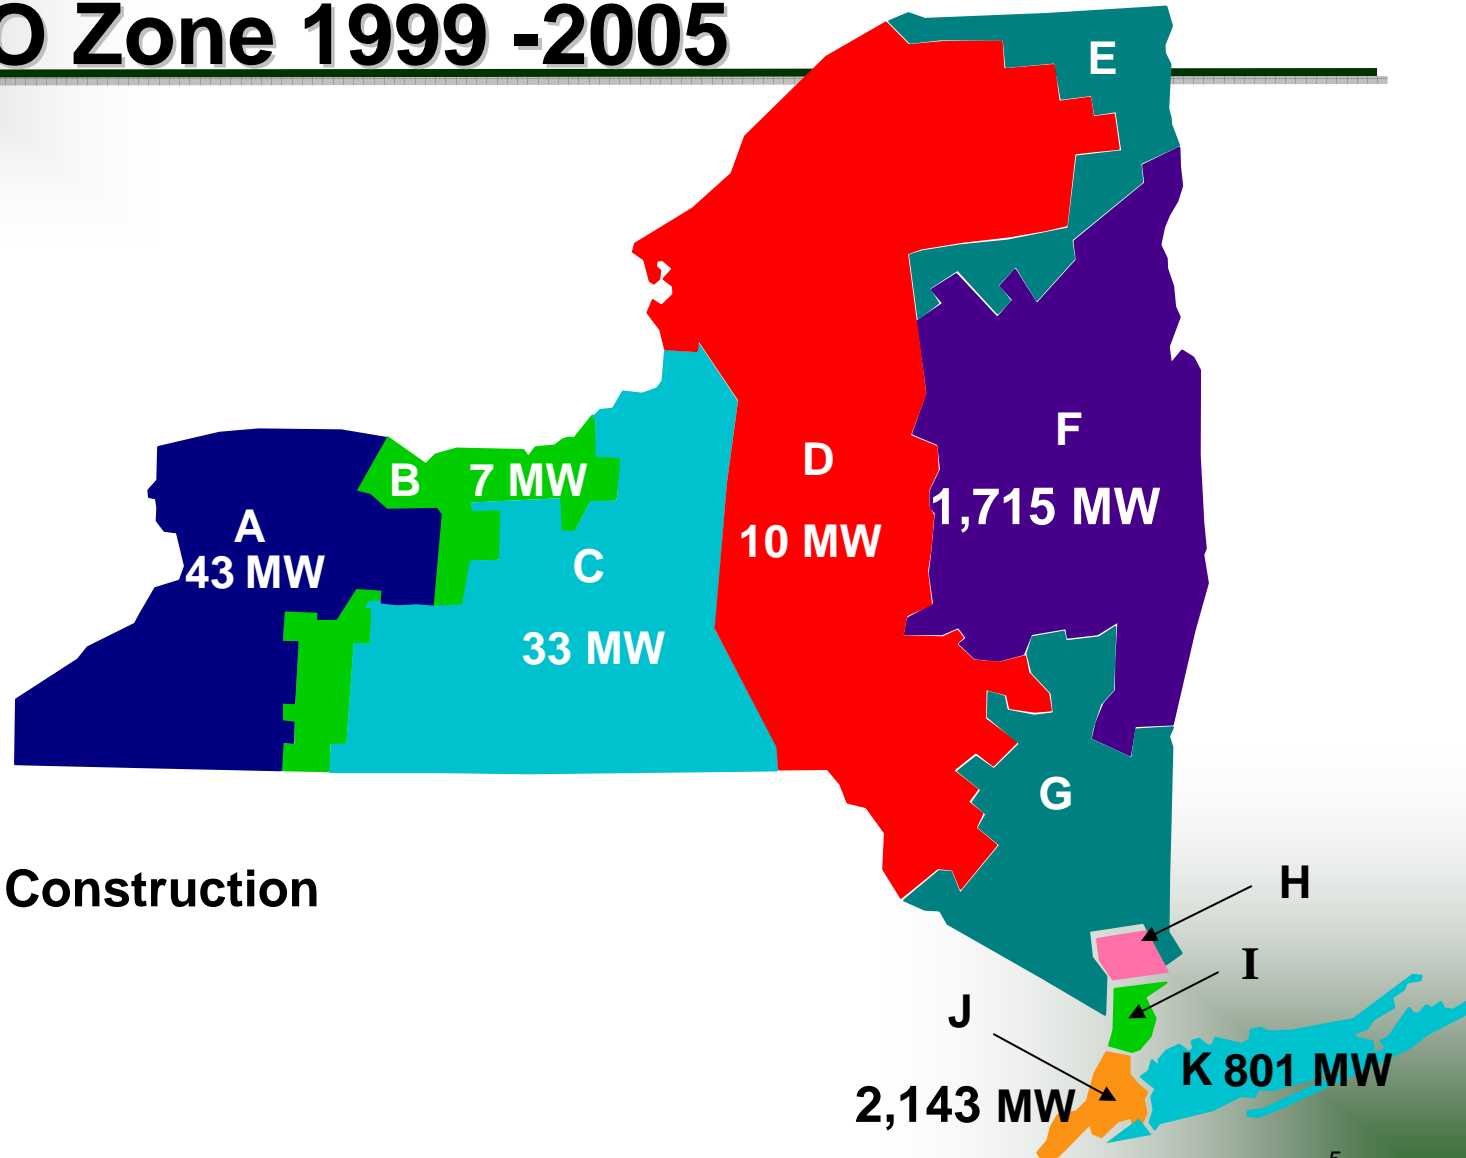 O Zone 1999 -2005
E
F
1,715 MW
D
10 MW
B 7 MW
A
43 MW
C
33 MW
G
Construction
H
I
J
K 801 MW
2,143 MW